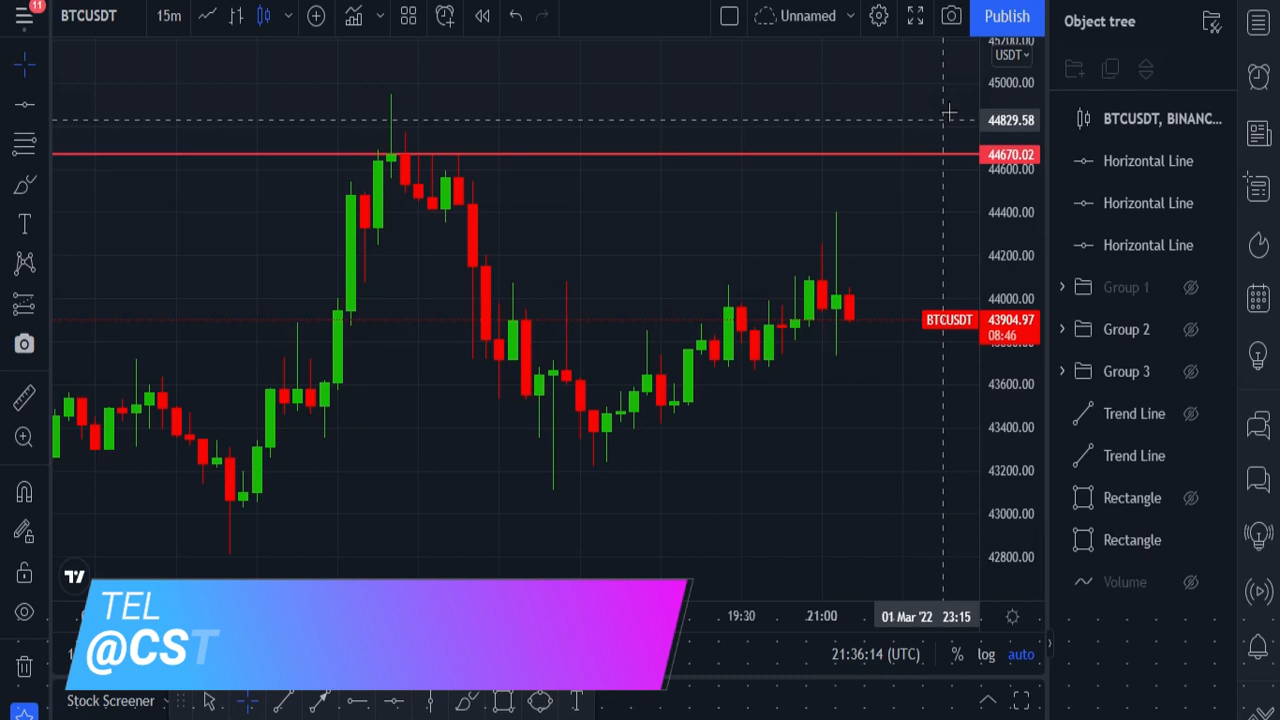 11
BTCUSDT
15m
Unnamed
Publish
Object tree
45200.00
USDT
45000.00
44829.58
44670.02
44600.00
44400.00
44200.00
44000.00
BTCUSDT
43904.97
08:46
43600.00
43400.00
43200.00
43000.00
42800.00
BTCUSDT, BINANC...
Horizontal Line
Horizontal Line
Horizontal Line
Group 1
Group 2
Group 3
Trend Line
Trend Line
Rectangle
Rectangle
Volume
TEL
@CST
19:30
21:00
01 Mar '22 23:15
21:36:14 (UTC)
%
log
auto
Stock Screener